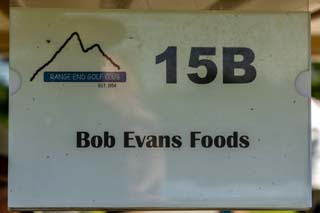 RANGE END GOLF CLUB
EST. 1954
15B
Bob Evans Foods